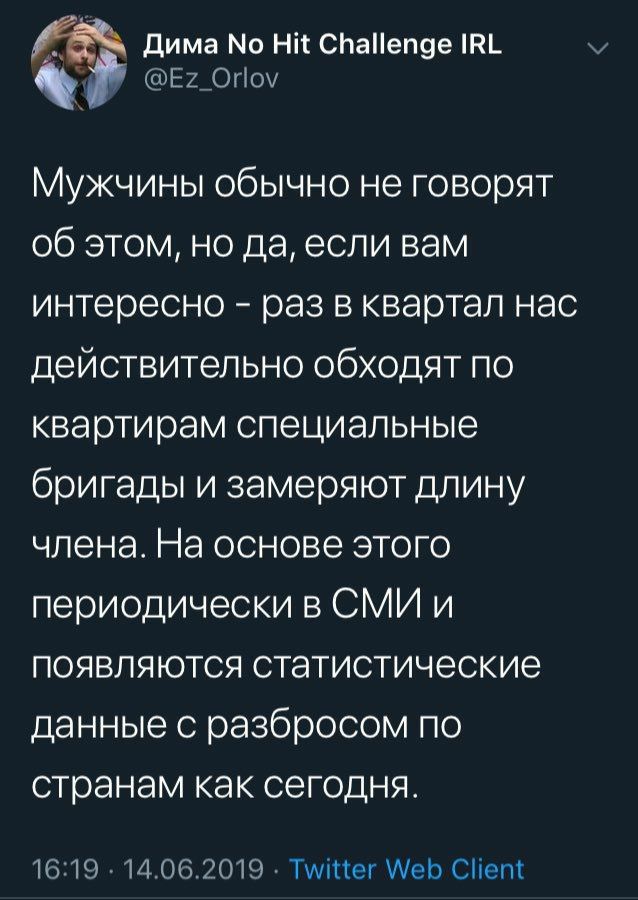 Дима No Hit Challenge IRL
@Ez_Orlov
Мужчины обычно не говорят
об этом, но да, если вам
интересно - раз в квартал нас
действительно обходят по
квартирам специальные
бригады и замеряют длину
члена. На основе этого
периодически в СМИ и
появляются статистические
данные с разбросом по
странам как сегодня.
16:19 · 14.06.2019 · Twitter Web Client